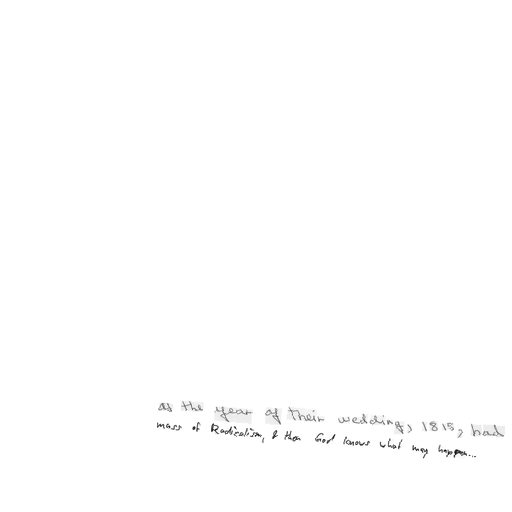 as the year of their wedding, 1815, had
mass of Radicalism, & then God knows what may happen...